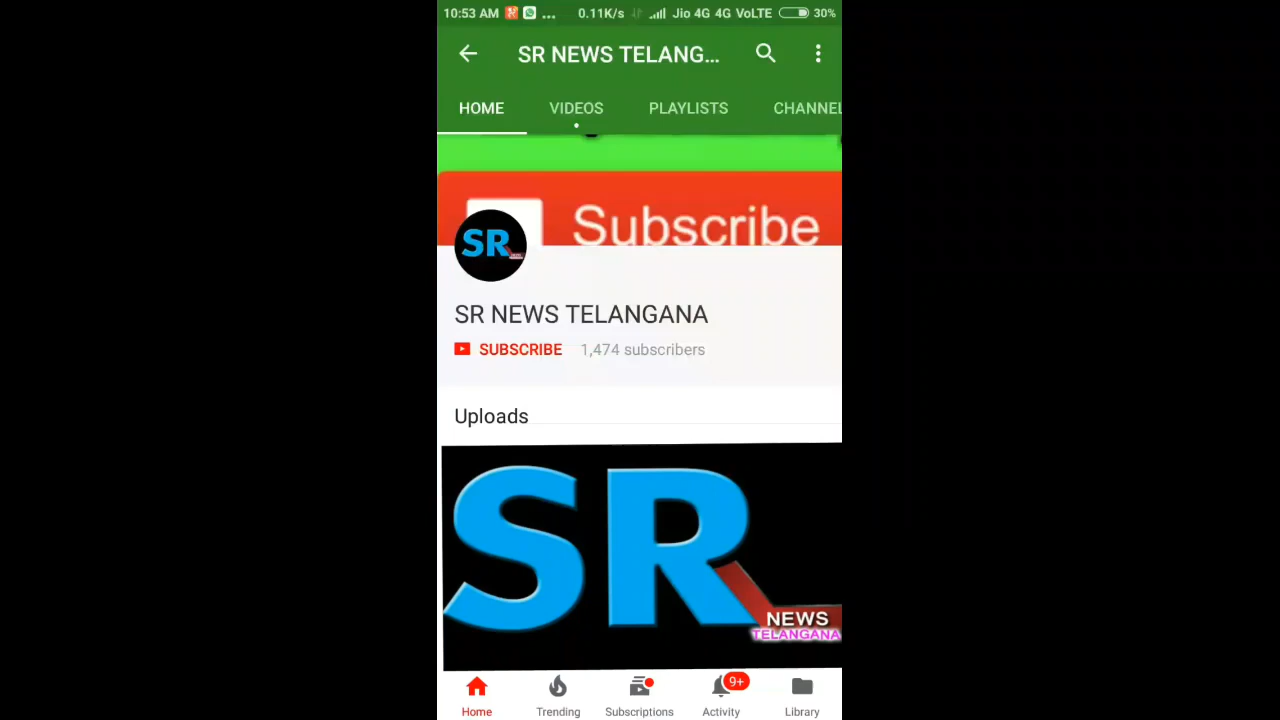 10:53 AM ... 0.11K/s Jio 4G 4G VoLTE 30%
SR NEWS TELANG...
HOME VIDEOS PLAYLISTS CHANNEL
Subscribe
SR
SR NEWS TELANGANA
SUBSCRIBE 1,474 subscribers
Uploads
SR
NEWS
TELANGANA
9+
Home Trending Subscriptions Activity Library